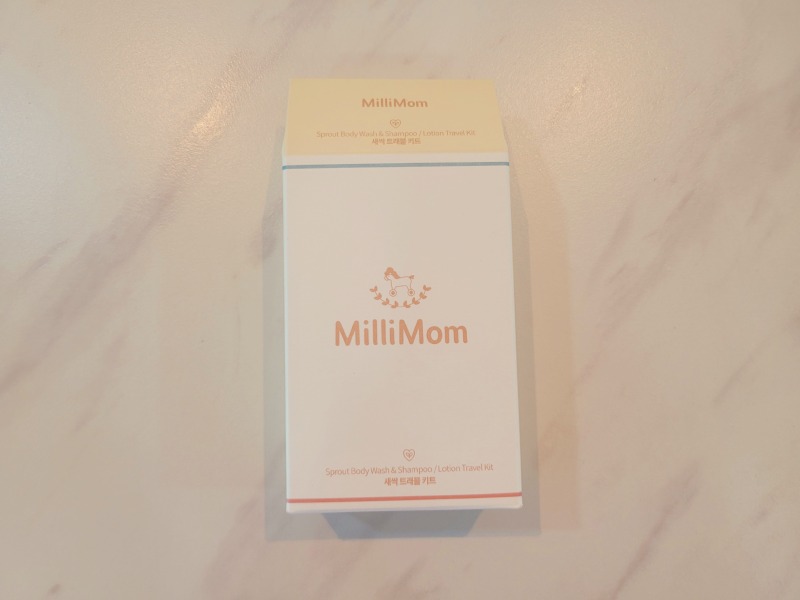 MilliMom
Sprout Body Wash & Shampoo / Lotion Travel Kit
새싹 트래블 키트
MilliMom
Sprout Body Wash & Shampoo / Lotion Travel Kit
새싹 트래블 키트